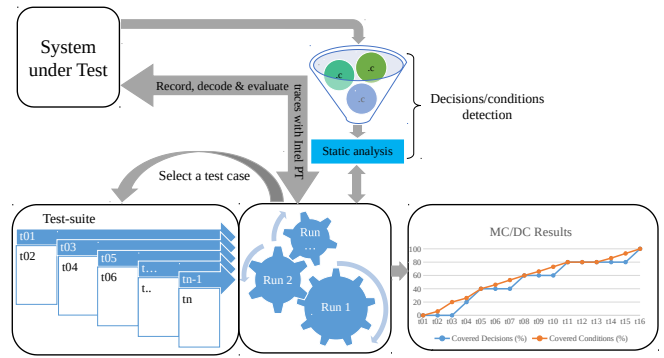 System
under Test
.c
.c
.c
Record, decode & evaluate
traces with Intel PT
Decisions/conditions
detection
Static analysis
Select a test case
Test-suite
t01
t02
t03
t04
t05
t06
t…
t..
tn-1
tn
Run
…
Run 2
Run 1
MC/DC Results
100
80
60
40
20
0
t01 t02 t03 t04 t05 t06 t07 t08 t09 t10 t11 t12 t13 t14 t15 t16
Covered Decisions (%) Covered Conditions (%)